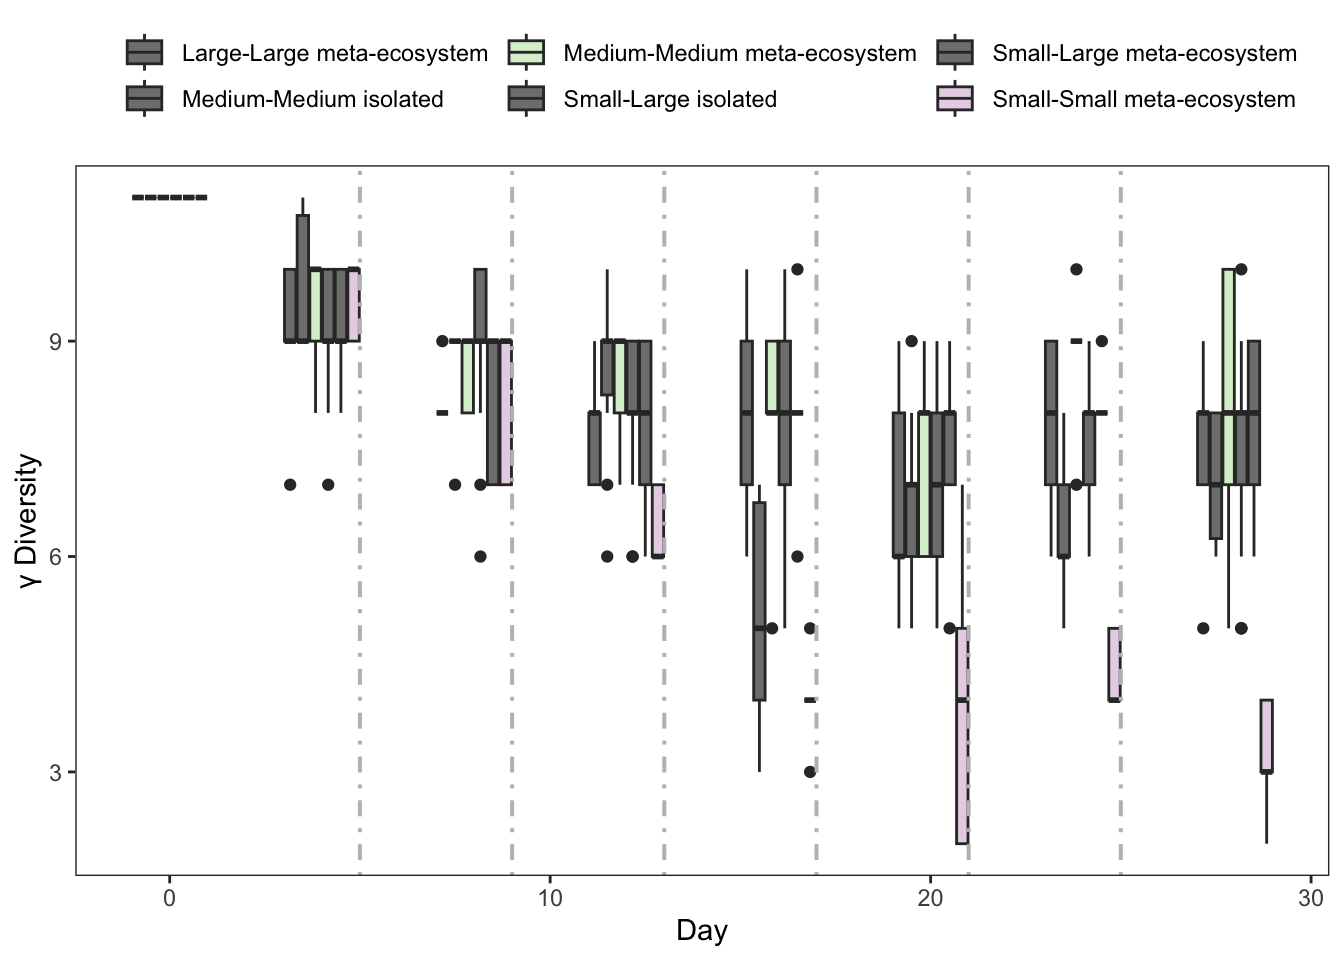 Large-Large meta-ecosystem Medium-Medium meta-ecosystem Small-Large meta-ecosystem
Medium-Medium isolated Small-Large isolated Small-Small meta-ecosystem
9
6
3
γ Diversity
0 10 20 30
Day